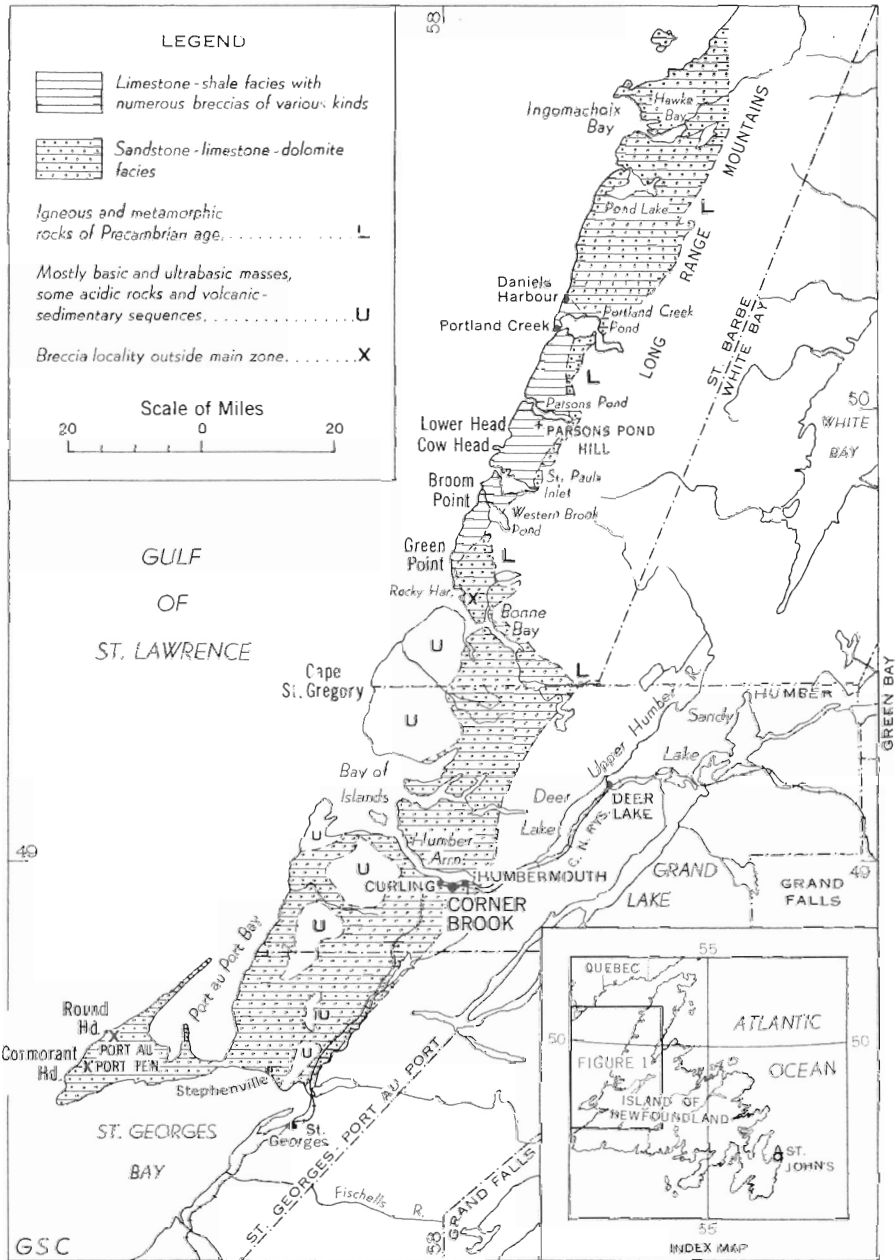 LEGEND
Limestone - shale facies with
numerous breccias of various kinds
Sandstone - limestone - dolomite
facies
Igneous and metamorphic
rocks of Precambrian age. . . . . . . . . . . . . L
Mostly basic and ultrabasic masses,
some acidic rocks and volcanic-
sedimentary sequences. . . . . . . . . . . . . . U
Breccia locality outside main zone. . . . . . . . X
Scale of Miles
20 0 20
58
Ingomachoix
Bay
Hawke
Bay
MOUNTAINS
Pond Lake
L
RANGE
Daniels
Harbour
Portland Creek
Pond
Portland Creek
LONG
ST. BARBE
WHITE BAY
L
50
Parsons Pond
Lower Head
Cow Head
PARSONS POND
HILL
WHITE
BAY
St. Pauls
Inlet
Broom
Point
Western Brook
Pond
Green
Point
L
Rocky Har.
X
Bonne
Bay
GULF
OF
ST. LAWRENCE
U
Cape
St. Gregory
L
U
HUMBER
GREEN BAY
Upper Humber R.
Sandy
Lake
Bay of
Islands
Deer
Lake
DEER
LAKE
C. N. RYS.
49
U
Humber
Arm
U
CURLING
HUMBERMOUTH
CORNER
BROOK
GRAND
LAKE
49
GRAND
FALLS
U
Port au Port Bay
Round
Hd.
X
U
Cormorant
Hd.
PORT AU
X PORT PEN
U
Stephenville
ST. GEORGES
BAY
St.
Georges
ST. GEORGES, PORT AU PORT
GRAND FALLS
Fischells R.
58
GSC
55
QUEBEC
50
ATLANTIC
50
OCEAN
FIGURE 1
ISLAND OF
NEWFOUNDLAND
ST.
JOHN'S
55
INDEX MAP